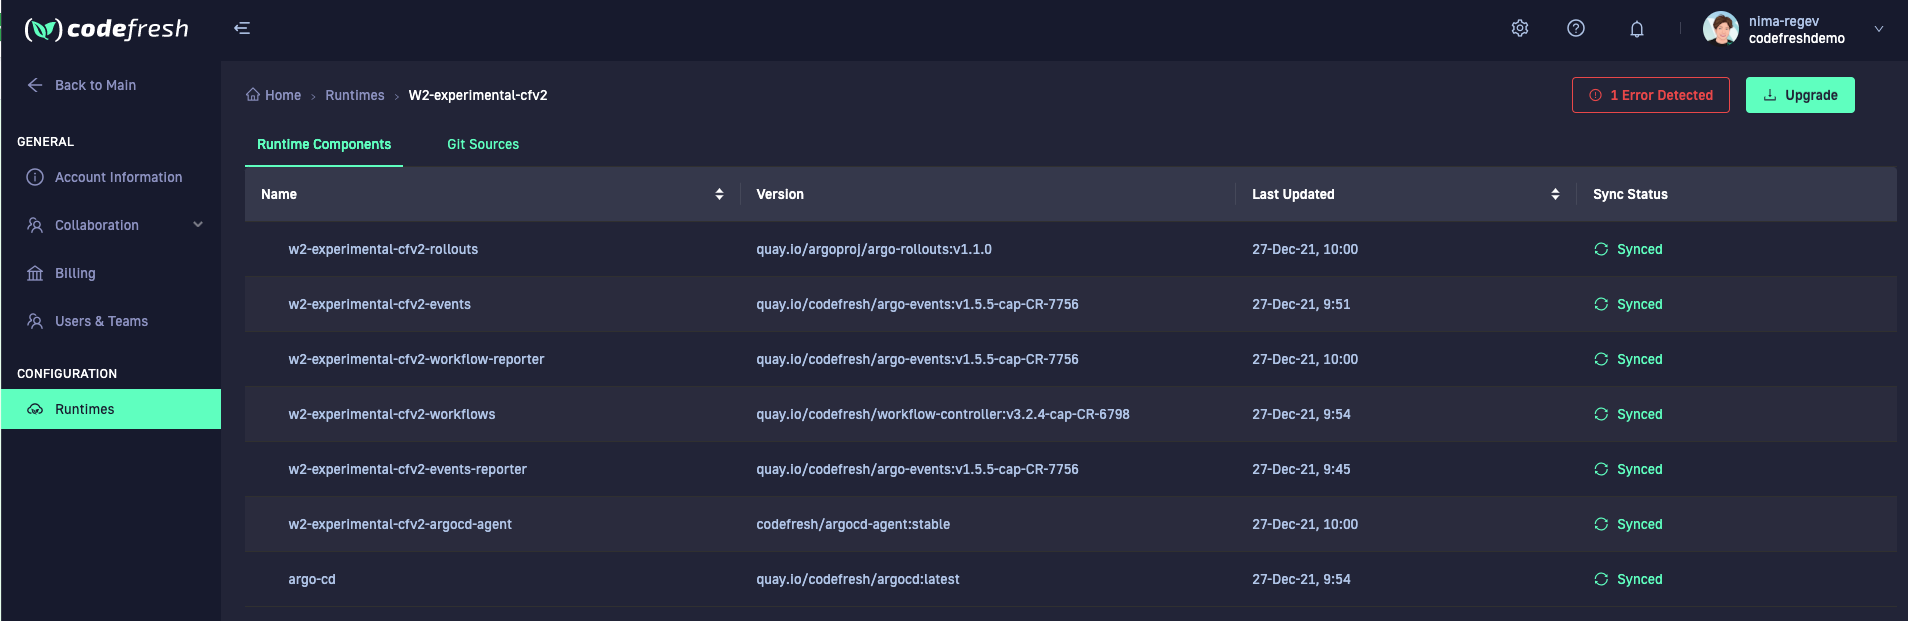 codefresh
nima-regev
codefreshdemo
Back to Main
Home > Runtimes > W2-experimental-cfv2
1 Error Detected
Upgrade
GENERAL
Account Information
Collaboration
Billing
Users & Teams
CONFIGURATION
Runtimes
Runtime Components Git Sources
Name Version Last Updated Sync Status
w2-experimental-cfv2-rollouts quay.io/argoproj/argo-rollouts:v1.1.0 27-Dec-21, 10:00 Synced
w2-experimental-cfv2-events quay.io/codefresh/argo-events:v1.5.5-cap-CR-7756 27-Dec-21, 9:51 Synced
w2-experimental-cfv2-workflow-reporter quay.io/codefresh/argo-events:v1.5.5-cap-CR-7756 27-Dec-21, 10:00 Synced
w2-experimental-cfv2-workflows quay.io/codefresh/workflow-controller:v3.2.4-cap-CR-6798 27-Dec-21, 9:54 Synced
w2-experimental-cfv2-events-reporter quay.io/codefresh/argo-events:v1.5.5-cap-CR-7756 27-Dec-21, 9:45 Synced
w2-experimental-cfv2-argocd-agent codefresh/argocd-agent:stable 27-Dec-21, 10:00 Synced
argo-cd quay.io/codefresh/argocd:latest 27-Dec-21, 9:54 Synced